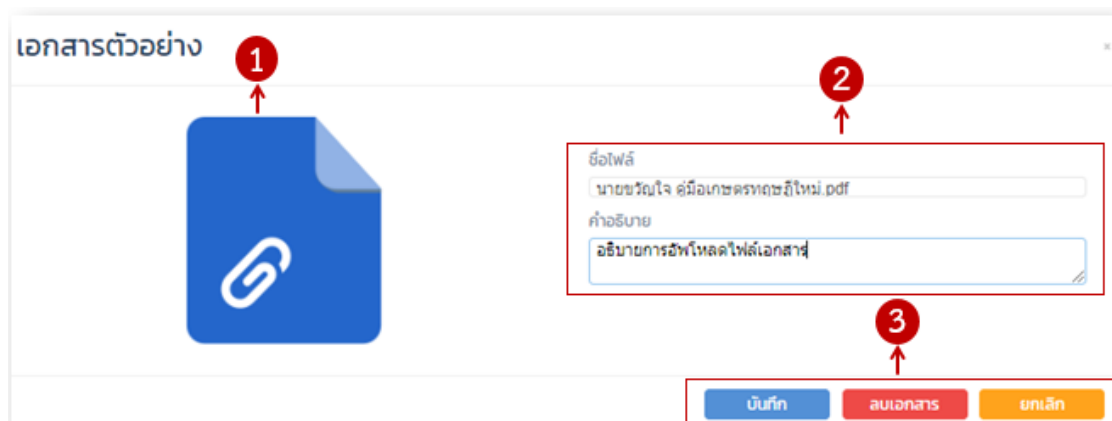 เอกสารตัวอย่าง
×
1
2
ชื่อไฟล์
นายขวัญใจ คู่มือเกษตรทฤษฎีใหม่.pdf
คำอธิบาย
อธิบายการอัพโหลดไฟล์เอกสาร
3
บันทึก ลบเอกสาร ยกเลิก